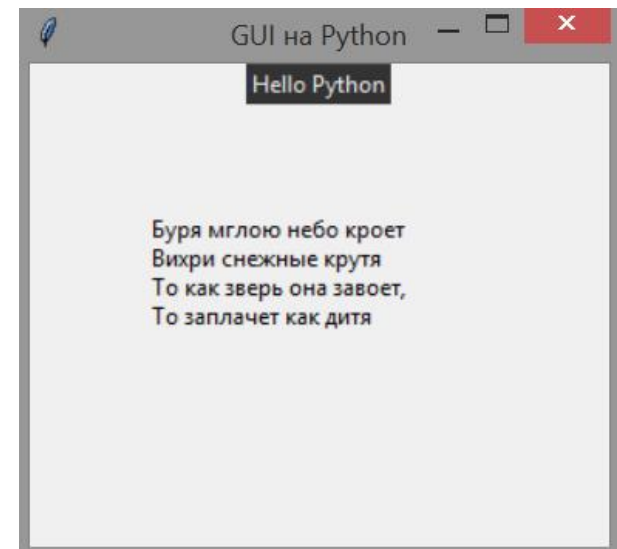 GUI на Python
Hello Python
Буря мглою небо кроет
Вихри снежные крутя
То как зверь она завоет,
То заплачет как дитя